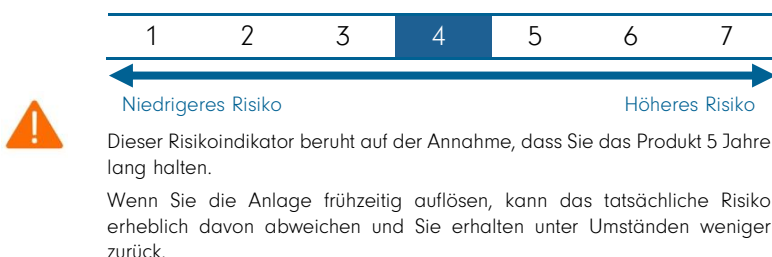 1 2 3 4 5 6 7
Niedrigeres Risiko Höheres Risiko
Dieser Risikoindikator beruht auf der Annahme, dass Sie das Produkt 5 Jahre
lang halten.
Wenn Sie die Anlage frühzeitig auflösen, kann das tatsächliche Risiko
erheblich davon abweichen und Sie erhalten unter Umständen weniger
zurück.